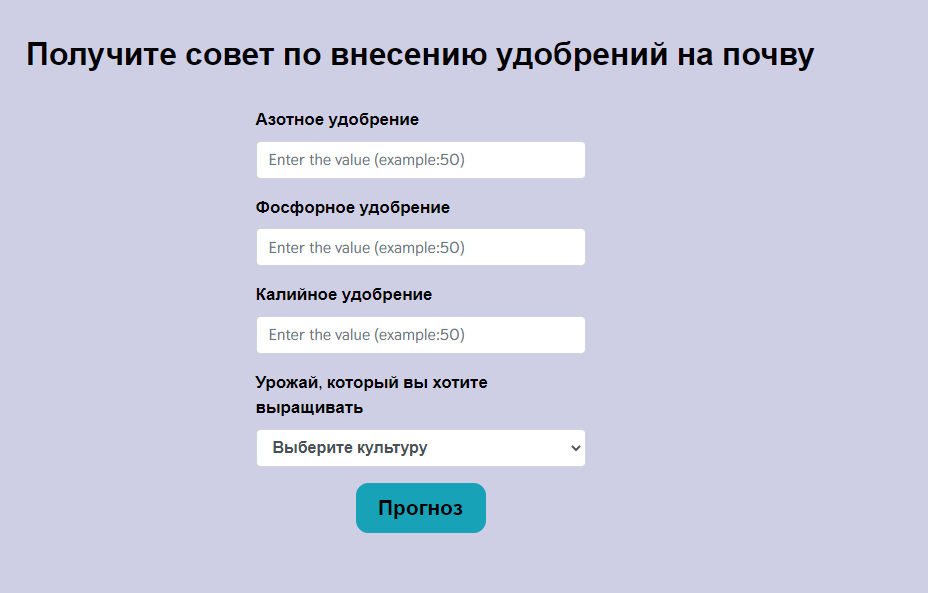 Получите совет по внесению удобрений на почву
Азотное удобрение
Enter the value (example:50)
Фосфорное удобрение
Enter the value (example:50)
Калийное удобрение
Enter the value (example:50)
Урожай, который вы хотите
выращивать
Выберите культуру
Прогноз